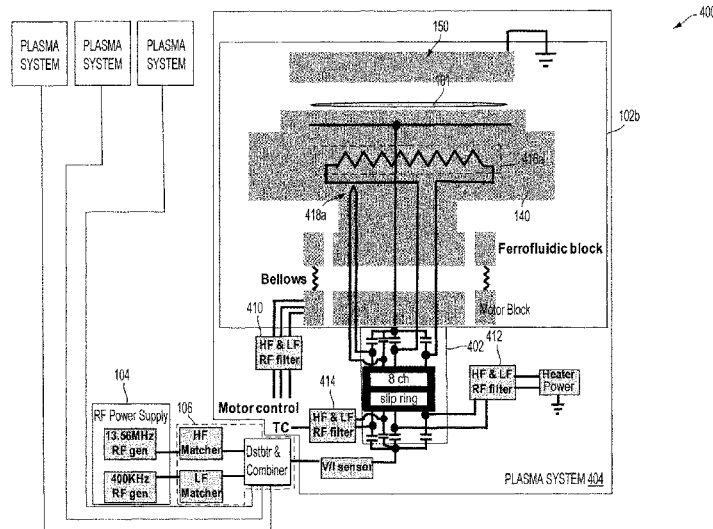 400
PLASMA
SYSTEM
PLASMA
SYSTEM
PLASMA
SYSTEM
150
101
102b
416a
418a
140
Ferrofluidic block
Bellows
Motor Block
410
HF & LF
RF filter
402
412
HF & LF
RF filter
Heater
Power
8 ch
slip ring
Motor control
414
HF & LF
RF filter
TC
104
RF Power Supply
106
13.56MHz
RF gen
HF
Matcher
Dstbtr &
Combiner
V/I sensor
400KHz
RF gen
LF
Matcher
PLASMA SYSTEM 404